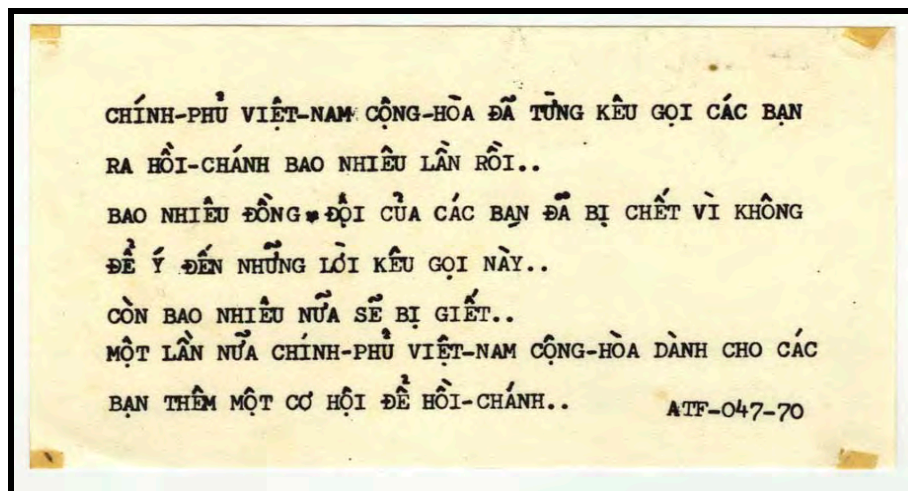 CHÍNH-PHỦ VIỆT-NAM CỘNG-HÒA ĐÃ TỪNG KÊU GỌI CÁC BẠN
RA HỒI-CHÁNH BAO NHIÊU LẦN RỒI..
BAO NHIÊU ĐỒNG-ĐỘI CỦA CÁC BẠN ĐÃ BỊ CHẾT VÌ KHÔNG
ĐỂ Ý ĐẾN NHỮNG LỜI KÊU GỌI NÀY..
CÒN BAO NHIÊU NỮA SẼ BỊ GIẾT..
MỘT LẦN NỮA CHÍNH-PHỦ VIỆT-NAM CỘNG-HÒA DÀNH CHO CÁC
BẠN THÊM MỘT CƠ HỘI ĐỂ HỒI-CHÁNH..
ATF-047-70